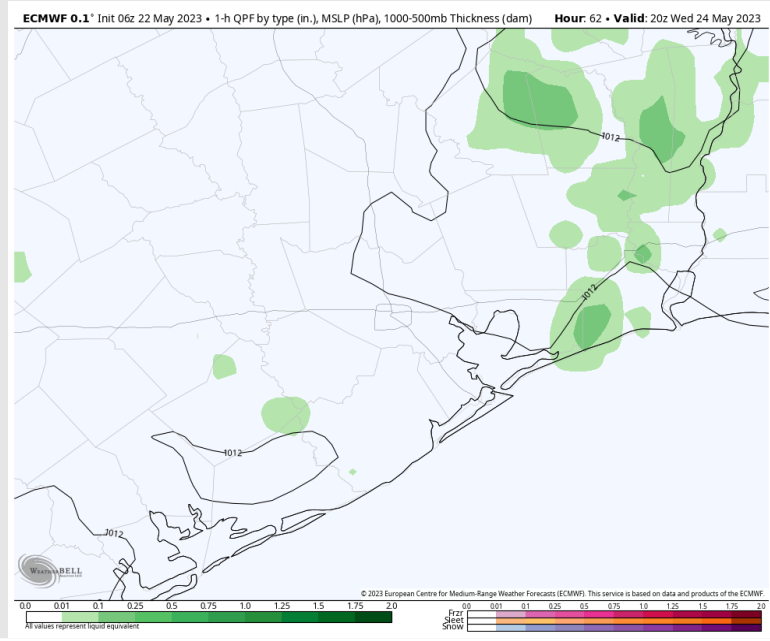 ECMWF 0.1° Init 06z 22 May 2023 • 1-h QPF by type (in.), MSLP (hPa), 1000-500mb Thickness (dam) Hour: 62 • Valid: 20z Wed 24 May 2023
1012
1012
1012
1012
WEATHERBELL
© 2023 European Centre for Medium-Range Weather Forecasts (ECMWF). This service is based on data and products of the ECMWF.
0.0 0.01 0.1 0.25 0.5 0.75 1.0 1.25 1.5 1.75 2.0
All values represent liquid equivalent
0.0 0.01 0.1 0.25 0.5 0.75 1.0 1.25 1.5 1.75 2.0
Frzr
Sleet
Snow